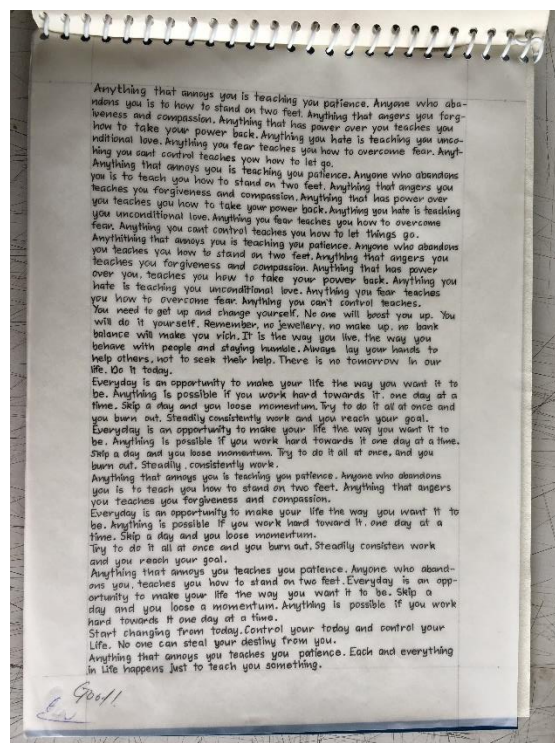 Anything that annoys you is teaching you patience. Anyone who aba-
ndons you is to how to stand on two feet. Anything that angers you forg-
iveness and compassion. Anything that has power over you teaches you
how to take your power back. Anything you hate is teaching you unco-
nditional love. Anything you fear teaches you how to overcome fear. Anyt-
hing you cant control teaches yow how to let go.
Anything that annoys you is teaching you patience. Anyone who abandons
you is to teach you how to stand on two feet. Anything that angers you
teaches you forgiveness and compassion. Anything that has power over
you teaches you how to take your power back. Anything you hate is teaching
you unconditional love. Anything you fear teaches you how to overcome
fear. Anything you cant control teaches you how to let things go.
Anythithing that annoys you is teaching you patience. Anyone who abandons
you teaches you how to stand on two feet. Anything that angers you
teaches you forgiveness and compassion. Anything that has power
over you, teaches you how to take your power back. Anything you
hate is teaching you unconditional love. Anything you fear teaches
you how to overcome fear. Anything you can't control teaches.
You need to get up and change yourself. No one will boost you up. You
will do it yourself. Remember, no jewellery, no make up, no bank
balance will make you rich. It is the way you live, the way you
behave with people and staying humble. Always lay your hands to
help others, not to seek their help. There is no tomorrow in our
life. Do it today.
Everyday is an opportunity to make your life the way you want it to
be. Anything is possible if you work hard towards it. one day at a
time. Skip a day and you loose momentum. Try to do it all at once and
you burn out. Steadily consistently work and you reach your goal.
Everyday is an opportunity to make your life the way you want it to
be. Anything is possible if you work hard towards it one day at a time.
Skip a day and you loose momentum. Try to do it all at once, and you
burn out. Steadily, consistently work.
Anything that annoys you is teaching you patience. Anyone who abandons
you is to teach you how to stand on two feet. Anything that angers
you teaches you forgiveness and compassion.
Everyday is an opportunity to make your life the way you want it to
be. Anything is possible if you work hard toward it. one day at a
time. Skip a day and you loose momentum.
Try to do it all at once and you burn out. Steadily consisten work
and you reach your goal.
Anything that annoys you teaches you patience. Anyone who aband-
ons you, teaches you how to stand on two feet. Everyday is an opp-
ortunity to make your life the way you want it to be. Skip a
day and you loose a momentum. Anything is possible if you work
hard towards it one day at a time.
Start changing from today. Control your today and control your
Life. No one can steal your destiny from you.
Anything that annoys you teaches you patience. Each and everything
in Life happens just to teach you something.
Good!